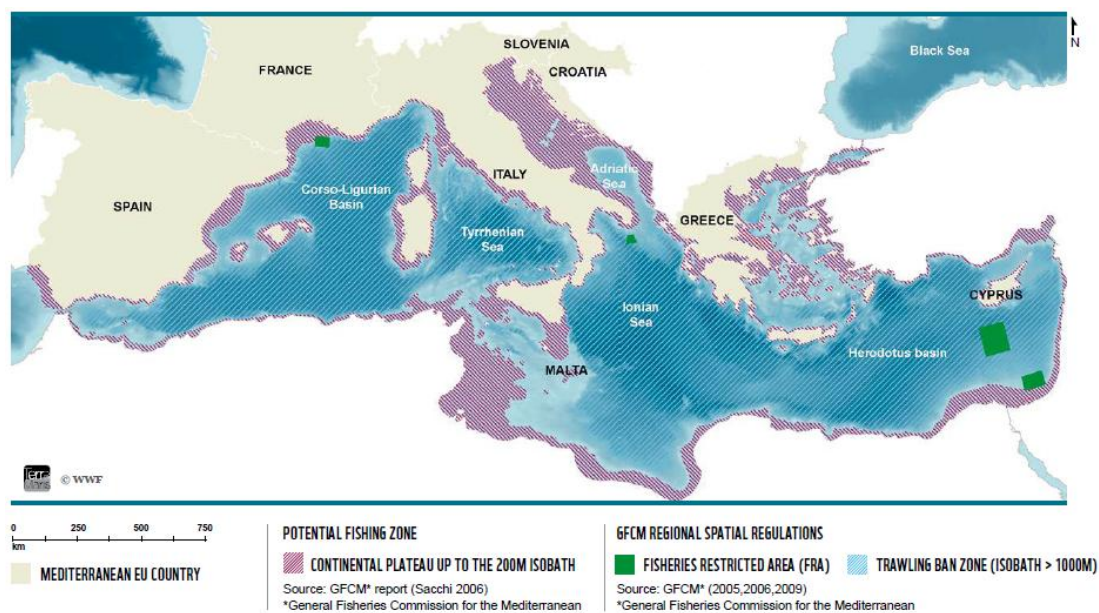 N
SLOVENIA
Black Sea
CROATIA
FRANCE
Adriatic
Sea
ITALY
Corso-Ligurian
Basin
SPAIN
GREECE
Tyrrhenian
Sea
CYPRUS
Ionian
Sea
Herodotus basin
MALTA
© WWF
0 250 500 750
km
MEDITERRANEAN EU COUNTRY
POTENTIAL FISHING ZONE
CONTINENTAL PLATEAU UP TO THE 200M ISOBATH
Source: GFCM* report (Sacchi 2006)
*General Fisheries Commission for the Mediterranean
GFCM REGIONAL SPATIAL REGULATIONS
FISHERIES RESTRICTED AREA (FRA)
TRAWLING BAN ZONE (ISOBATH > 1000M)
Source: GFCM* (2005,2006,2009)
*General Fisheries Commission for the Mediterranean